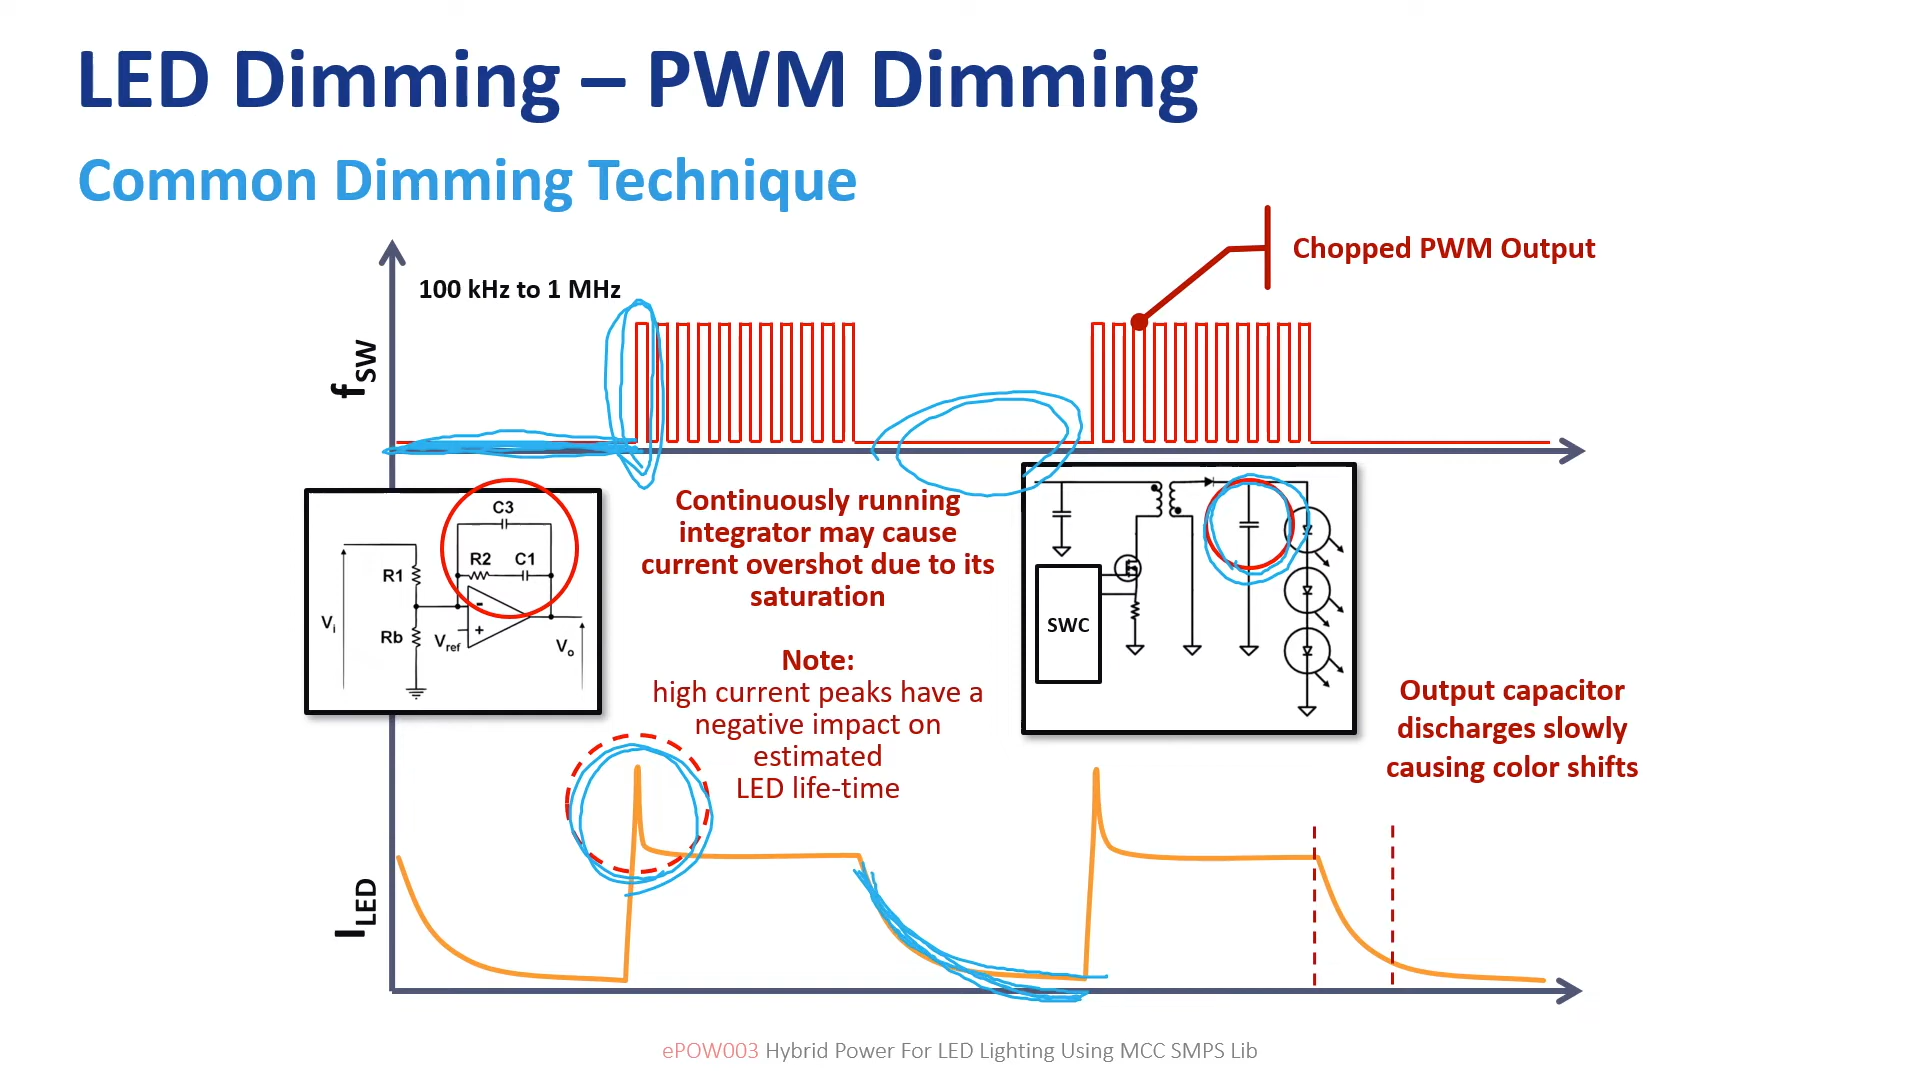 LED Dimming – PWM Dimming
Common Dimming Technique
100 kHz to 1 MHz
Chopped PWM Output
fSW
C3
R2 C1
R1
Vi
Rb
Vref
- 
+
Vo
Continuously running
integrator may cause
current overshot due to its
saturation
Note:
high current peaks have a
negative impact on
estimated
LED life-time
SWC
Output capacitor
discharges slowly
causing color shifts
ILED
ePOW003 Hybrid Power For LED Lighting Using MCC SMPS Lib